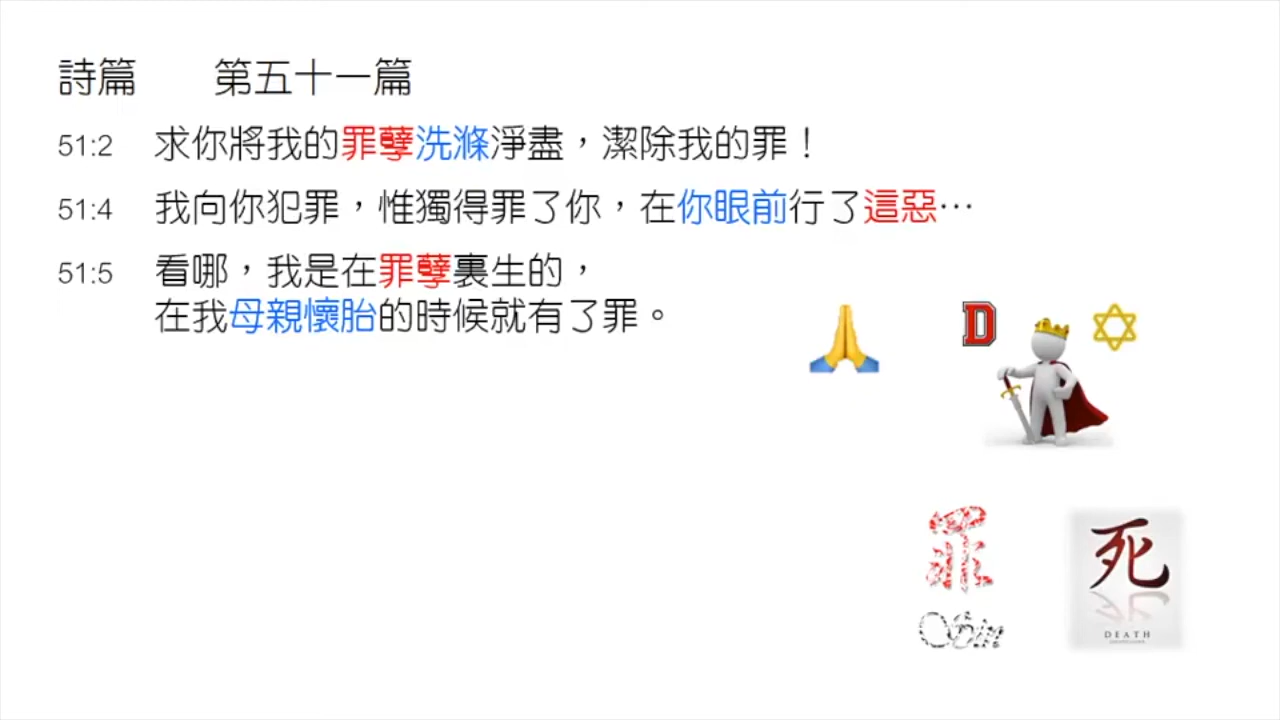 詩篇 第五十一篇
51:2 求你將我的罪孽洗滌淨盡,潔除我的罪!
51:4 我向你犯罪,惟獨得罪了你,在你眼前行了這惡…
51:5 看哪,我是在罪孽裏生的,
在我母親懷胎的時候就有了罪。
D
罪
Sin
死
DEATH